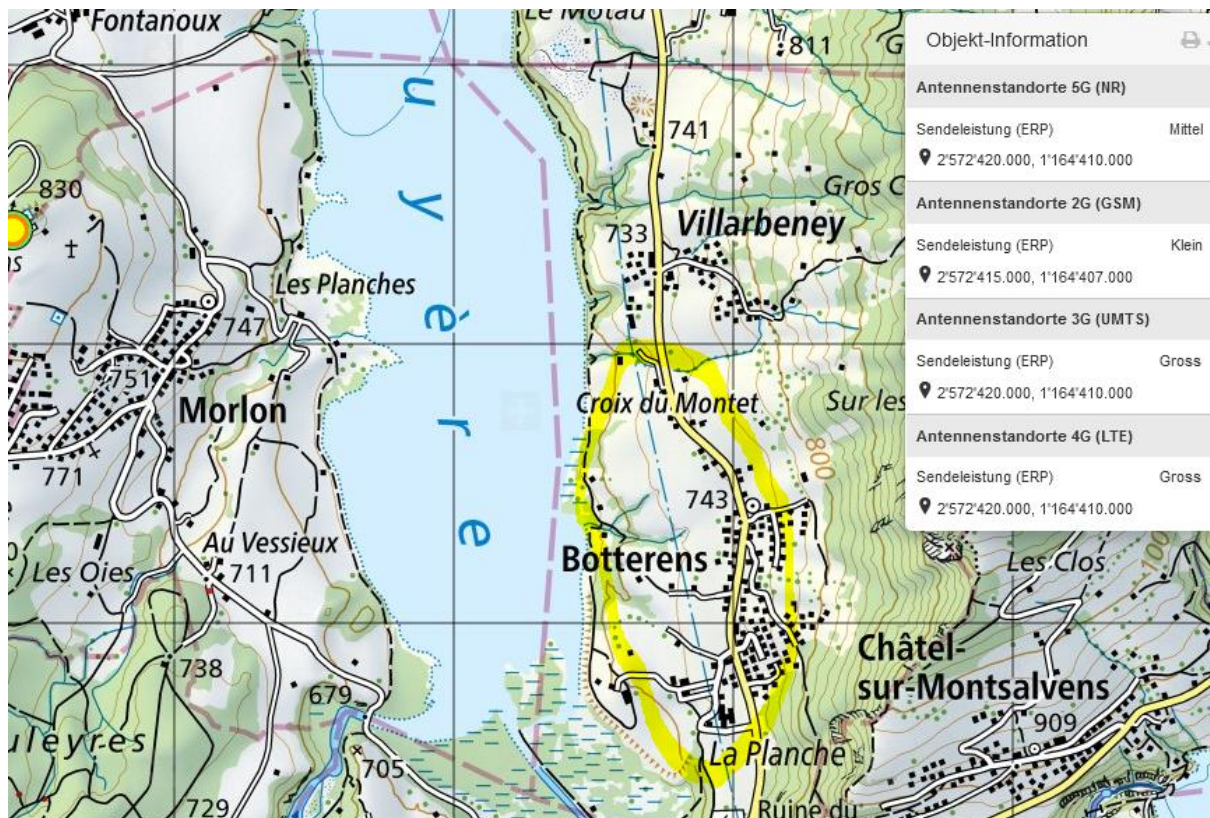 Fontanoux
Le Motau
811
G
741
830
Gros C
Villarbeney
733
ns
Les Planches
747
751
Morlon
Croix du Montet
Sur les
771
800
743
Botterens
Au Vessieux
711
Les Oies
Les Clos
100
738
Châtel-
sur-Montsalvens
679
909
uleyres
705
La Planche
729
Ruine du
u
y
è
r
e
Objekt-Information
Antennenstandorte 5G (NR)
Sendeleistung (ERP) Mittel
2'572'420.000, 1'164'410.000
Antennenstandorte 2G (GSM)
Sendeleistung (ERP) Klein
2'572'415.000, 1'164'407.000
Antennenstandorte 3G (UMTS)
Sendeleistung (ERP) Gross
2'572'420.000, 1'164'410.000
Antennenstandorte 4G (LTE)
Sendeleistung (ERP) Gross
2'572'420.000, 1'164'410.000